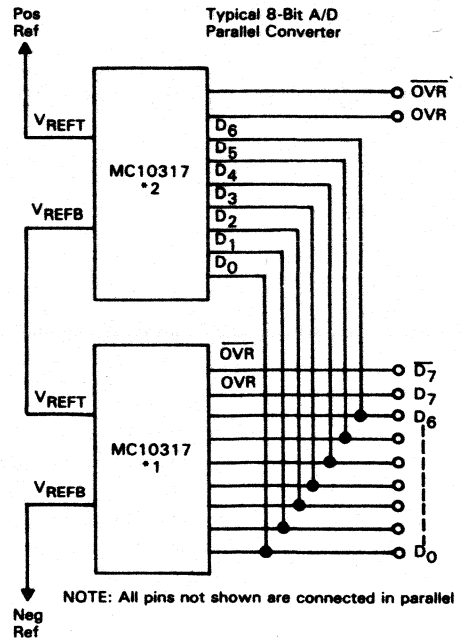 Pos
Ref
Typical 8-Bit A/D
Parallel Converter
OVR
OVR
VREFT
D6
D5
D4
D3
D2
D1
D0
MC10317
*2
VREFB
OVR
OVR
D7
D7
D6
VREFT
MC10317
*1
VREFB
D0
NOTE: All pins not shown are connected in parallel
Neg
Ref